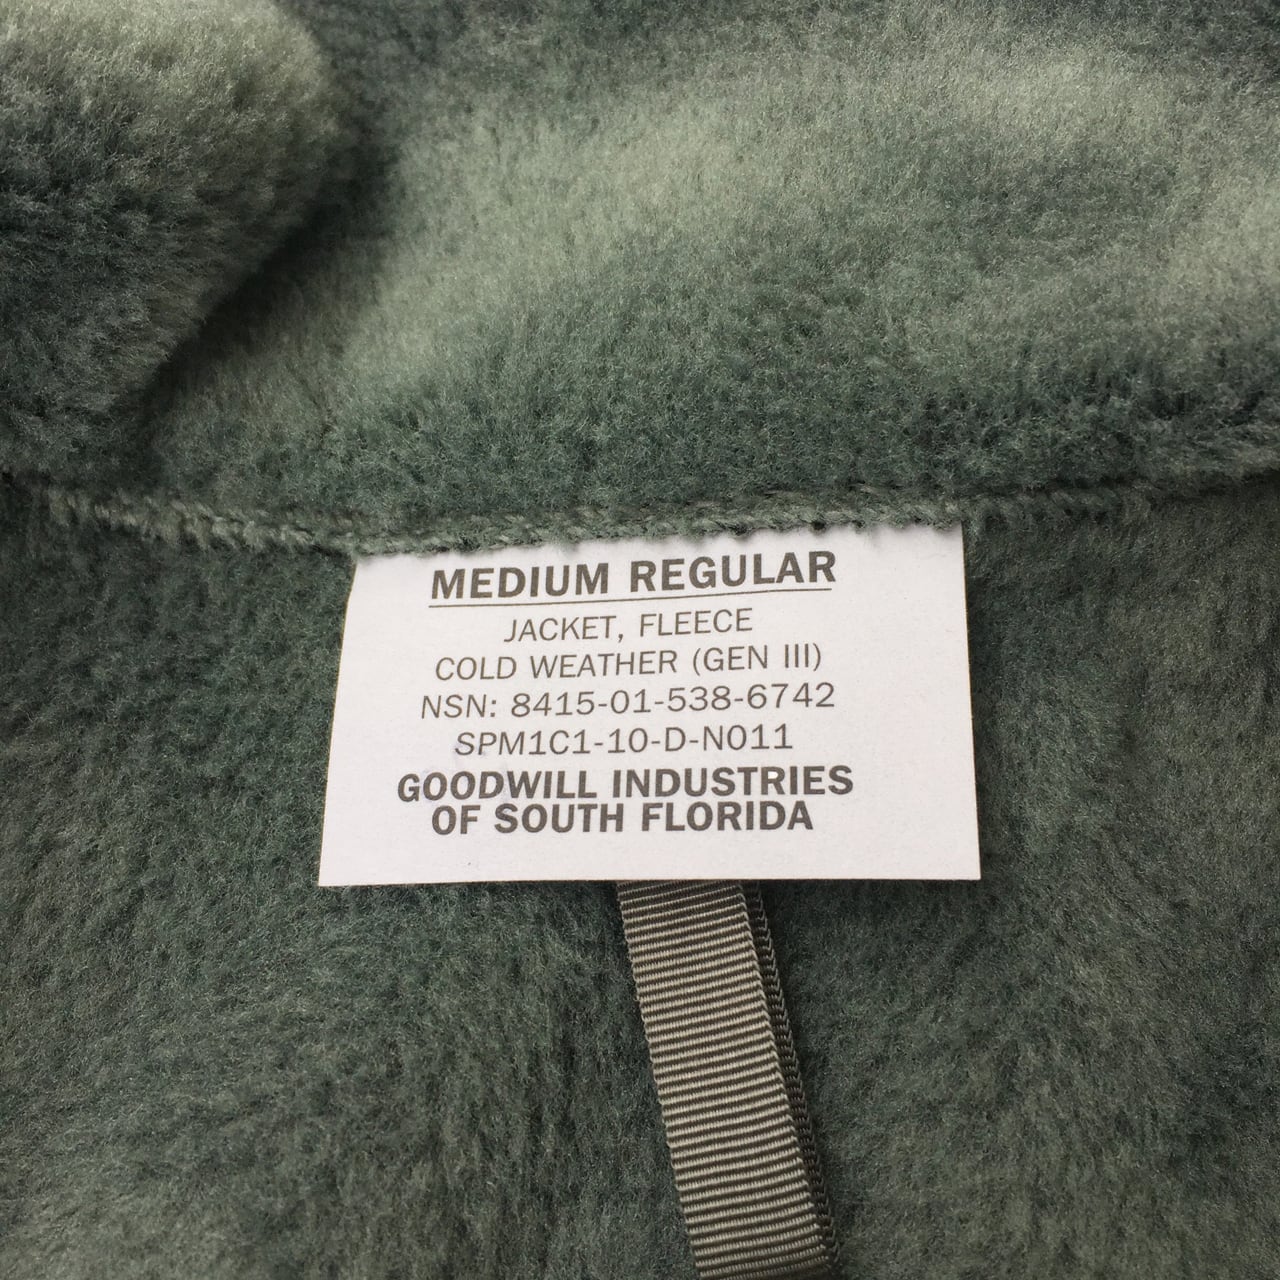 MEDIUM REGULAR
JACKET, FLEECE
COLD WEATHER (GEN III)
NSN: 8415-01-538-6742
SPM1C1-10-D-N011
GOODWILL INDUSTRIES
OF SOUTH FLORIDA